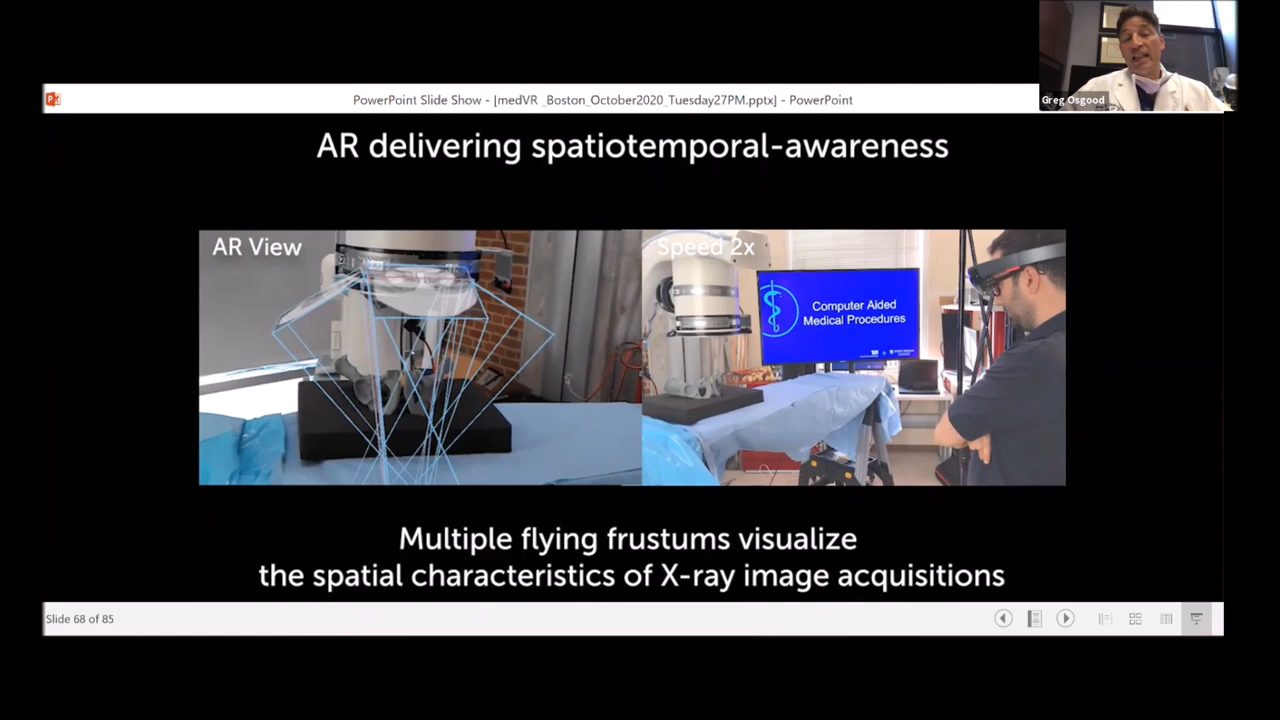 PowerPoint Slide Show - [medVR _Boston_October2020_Tuesday27PM.pptx] - PowerPoint
Greg Osgood
AR delivering spatiotemporal-awareness
AR View
Speed 2x
Computer Aided
Medical Procedures
Multiple flying frustums visualize
the spatial characteristics of X-ray image acquisitions
Slide 68 of 85